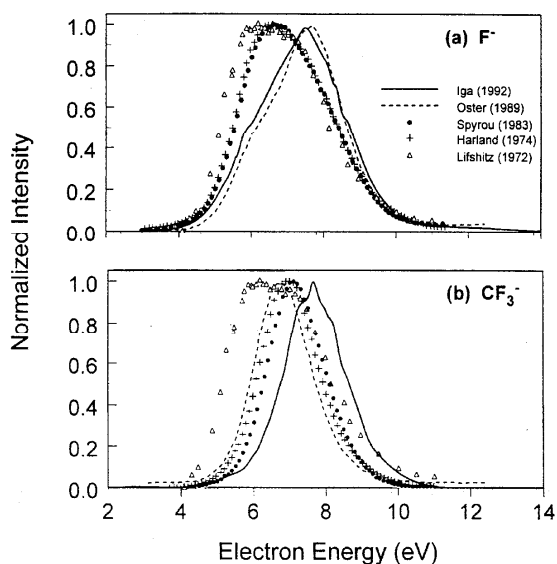 (a) F-
1.0
0.8
0.6
0.4
0.2
0.0
Iga (1992)
Oster (1989)
Spyrou (1983)
Harland (1974)
Lifshitz (1972)
Normalized Intensity
(b) CF3-
1.0
0.8
0.6
0.4
0.2
0.0
2 4 6 8 10 12 14
Electron Energy (eV)